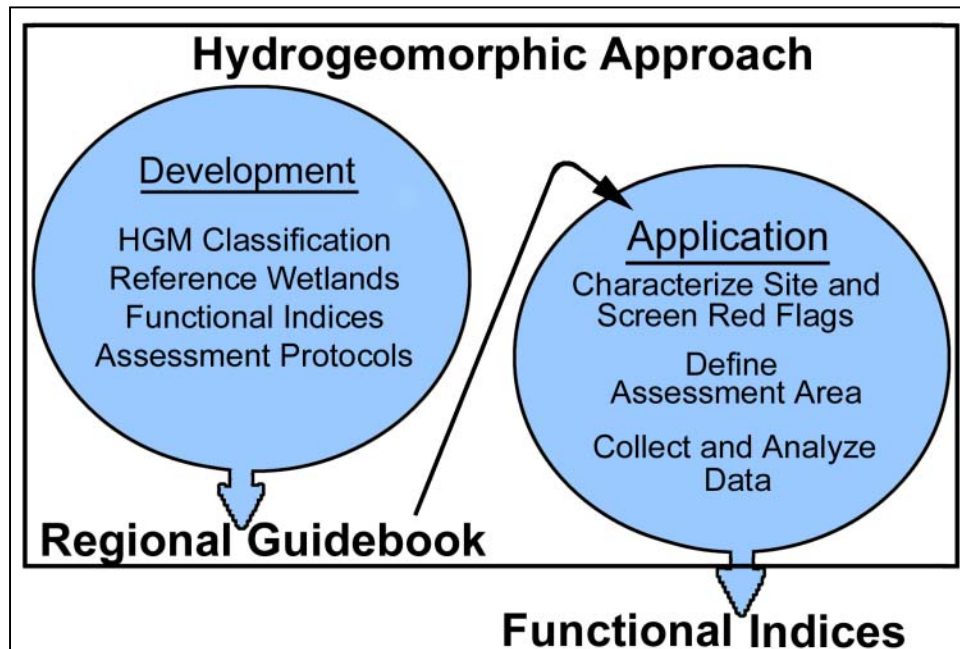 Hydrogeomorphic Approach
Development
HGM Classification
Reference Wetlands
Functional Indices
Assessment Protocols
Regional Guidebook
Application
Characterize Site and
Screen Red Flags
Define
Assessment Area
Collect and Analyze
Data
Functional Indices